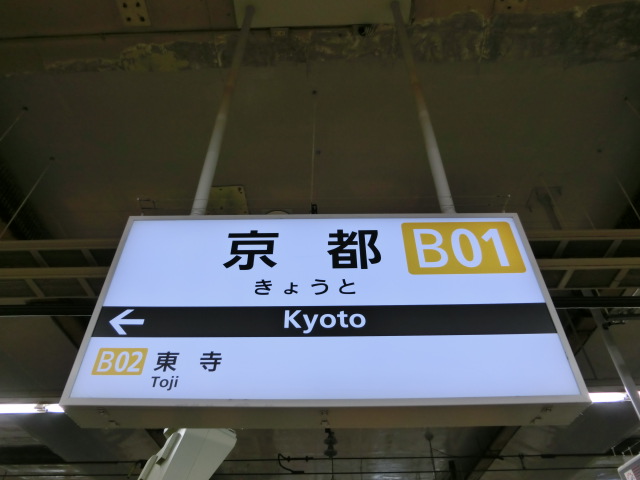 京都 B01
きょうと
← Kyoto
B02 東寺
Toji